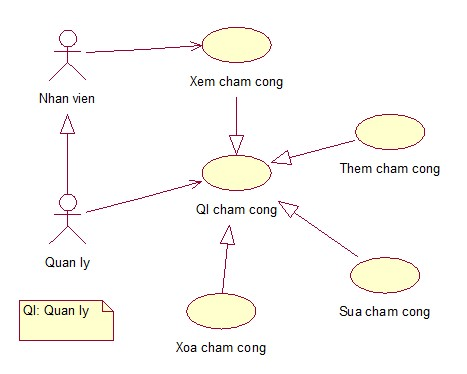 Xem cham cong
Nhan vien
Them cham cong
Ql cham cong
Quan ly
Ql: Quan ly
Sua cham cong
Xoa cham cong